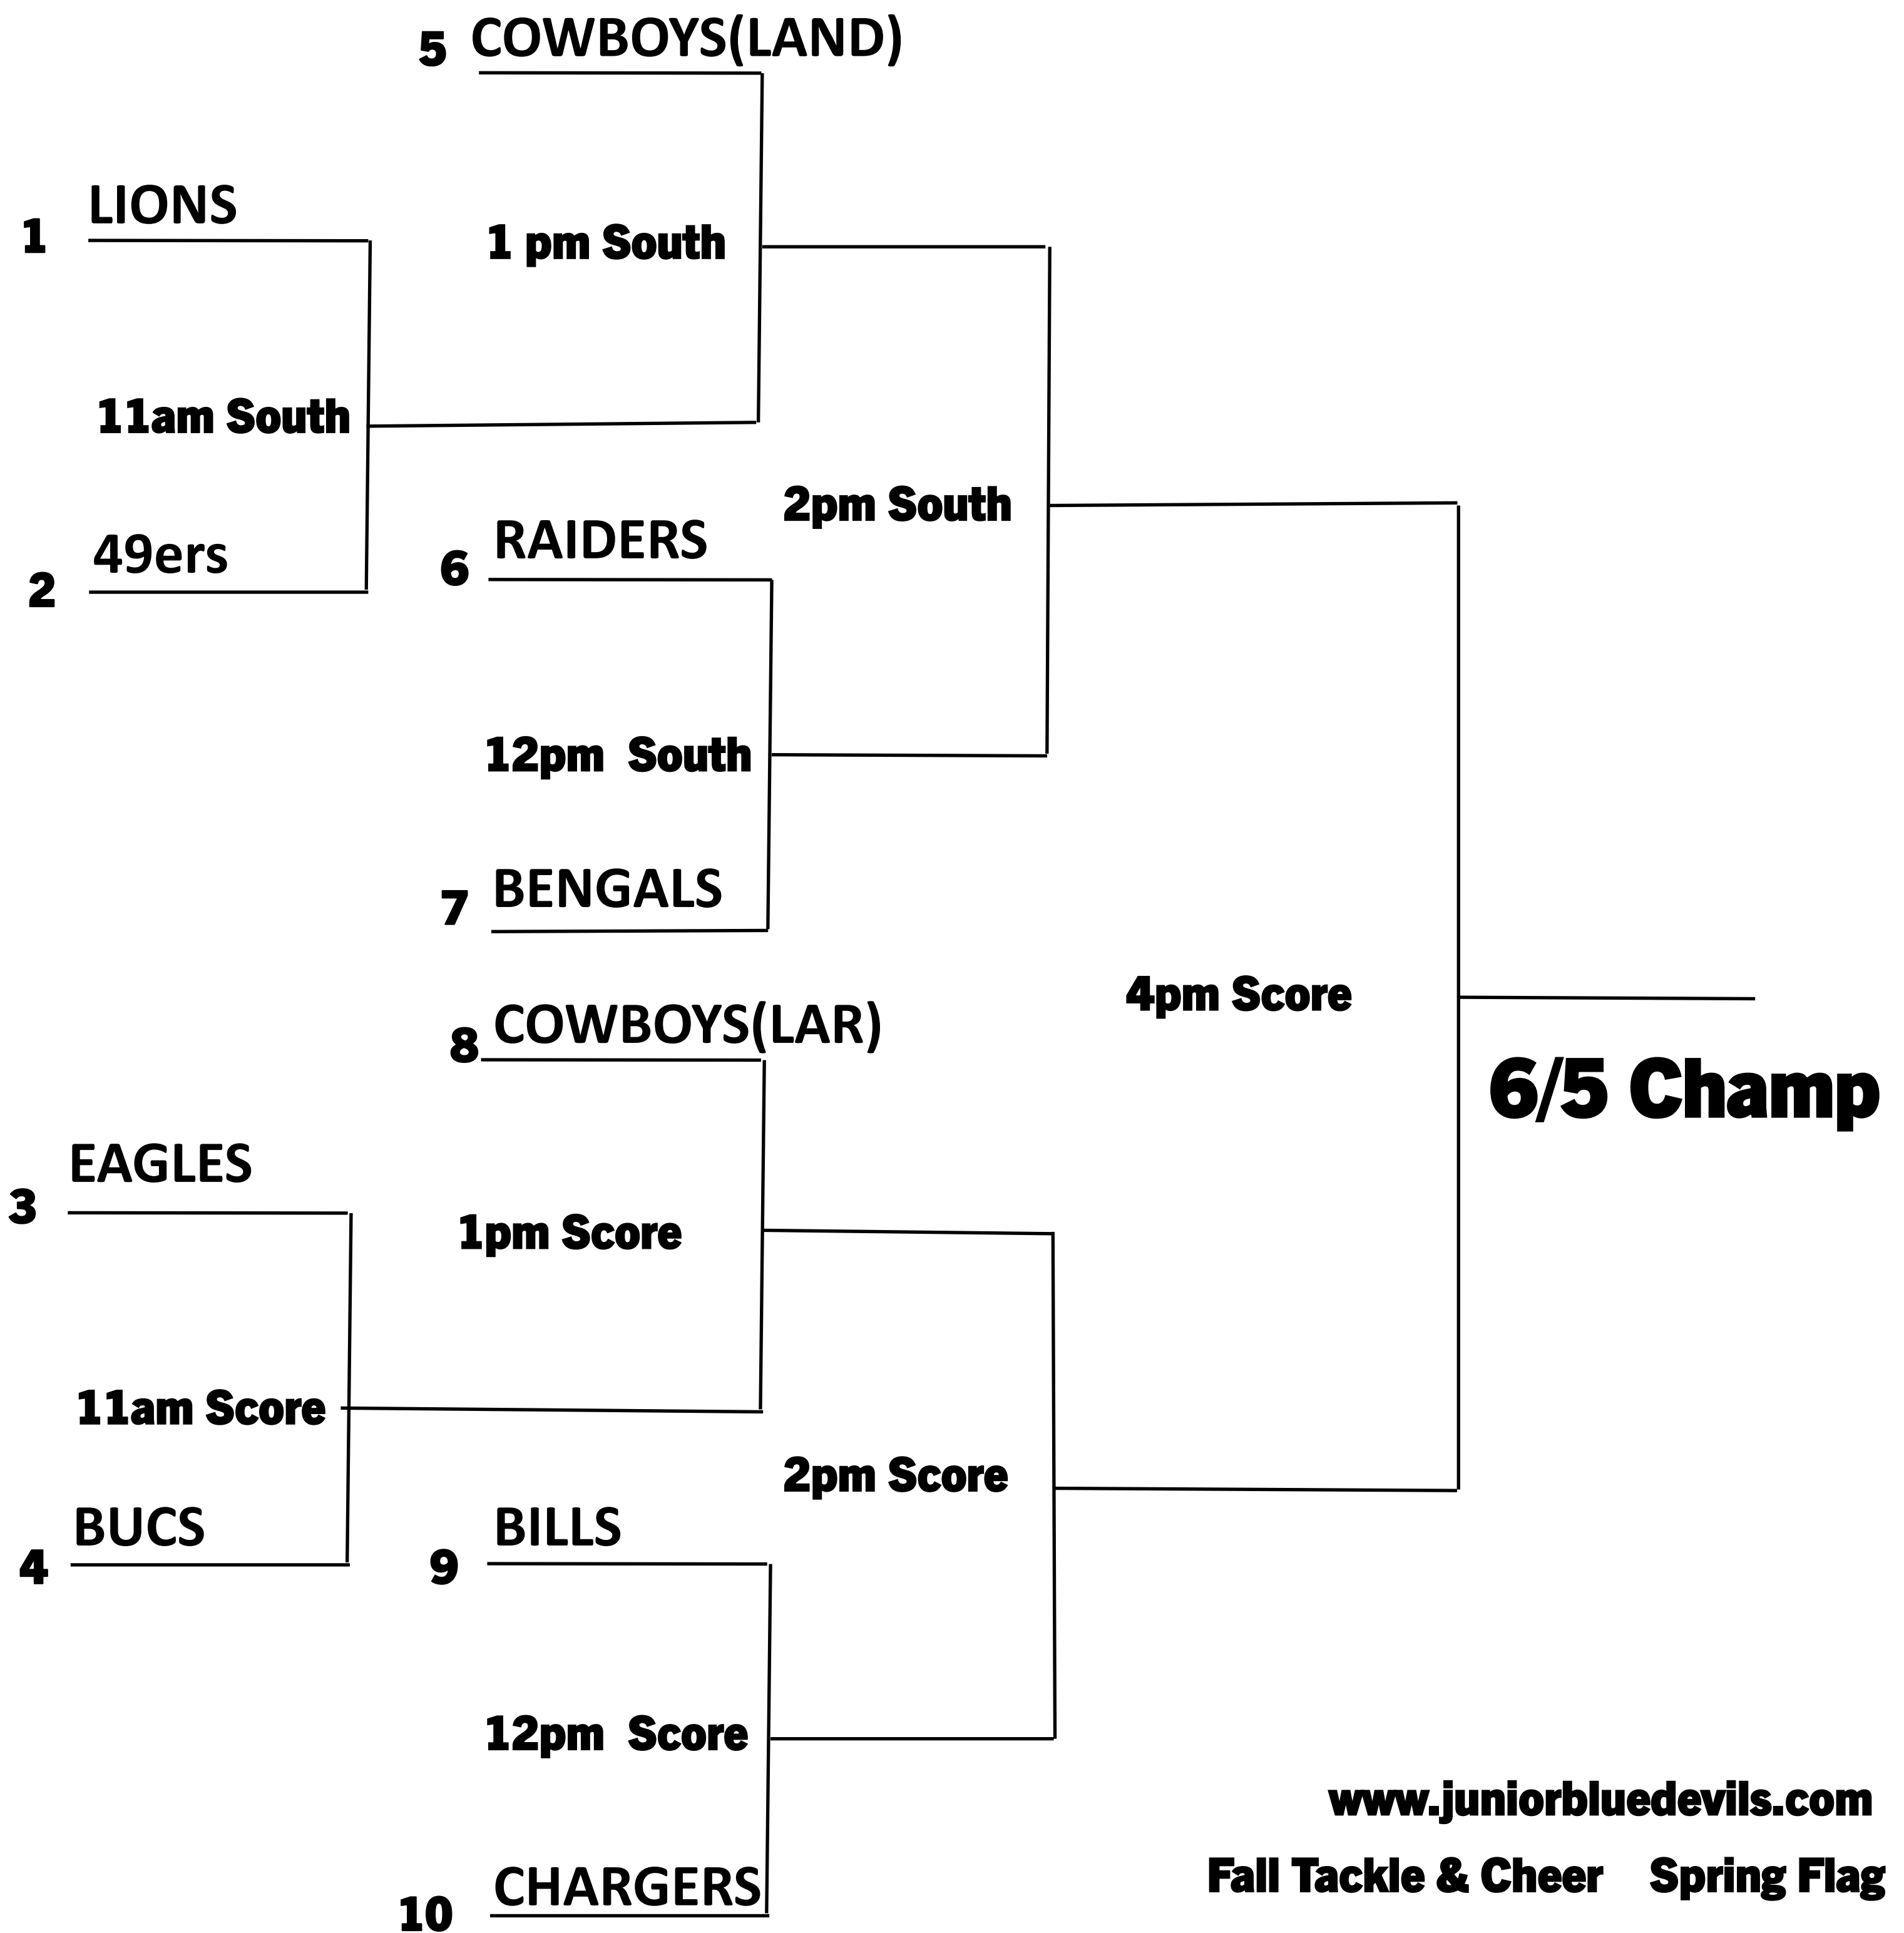 5 COWBOYS(LAND)
1 LIONS
1 pm South
11am South
2pm South
2 49ers
6 RAIDERS
12pm South
7 BENGALS
4pm Score
8 COWBOYS(LAR)
6/5 Champ
3 EAGLES
1pm Score
11am Score
2pm Score
4 BUCS
9 BILLS
12pm Score
www.juniorbluedevils.com
Fall Tackle & Cheer Spring Flag
10 CHARGERS